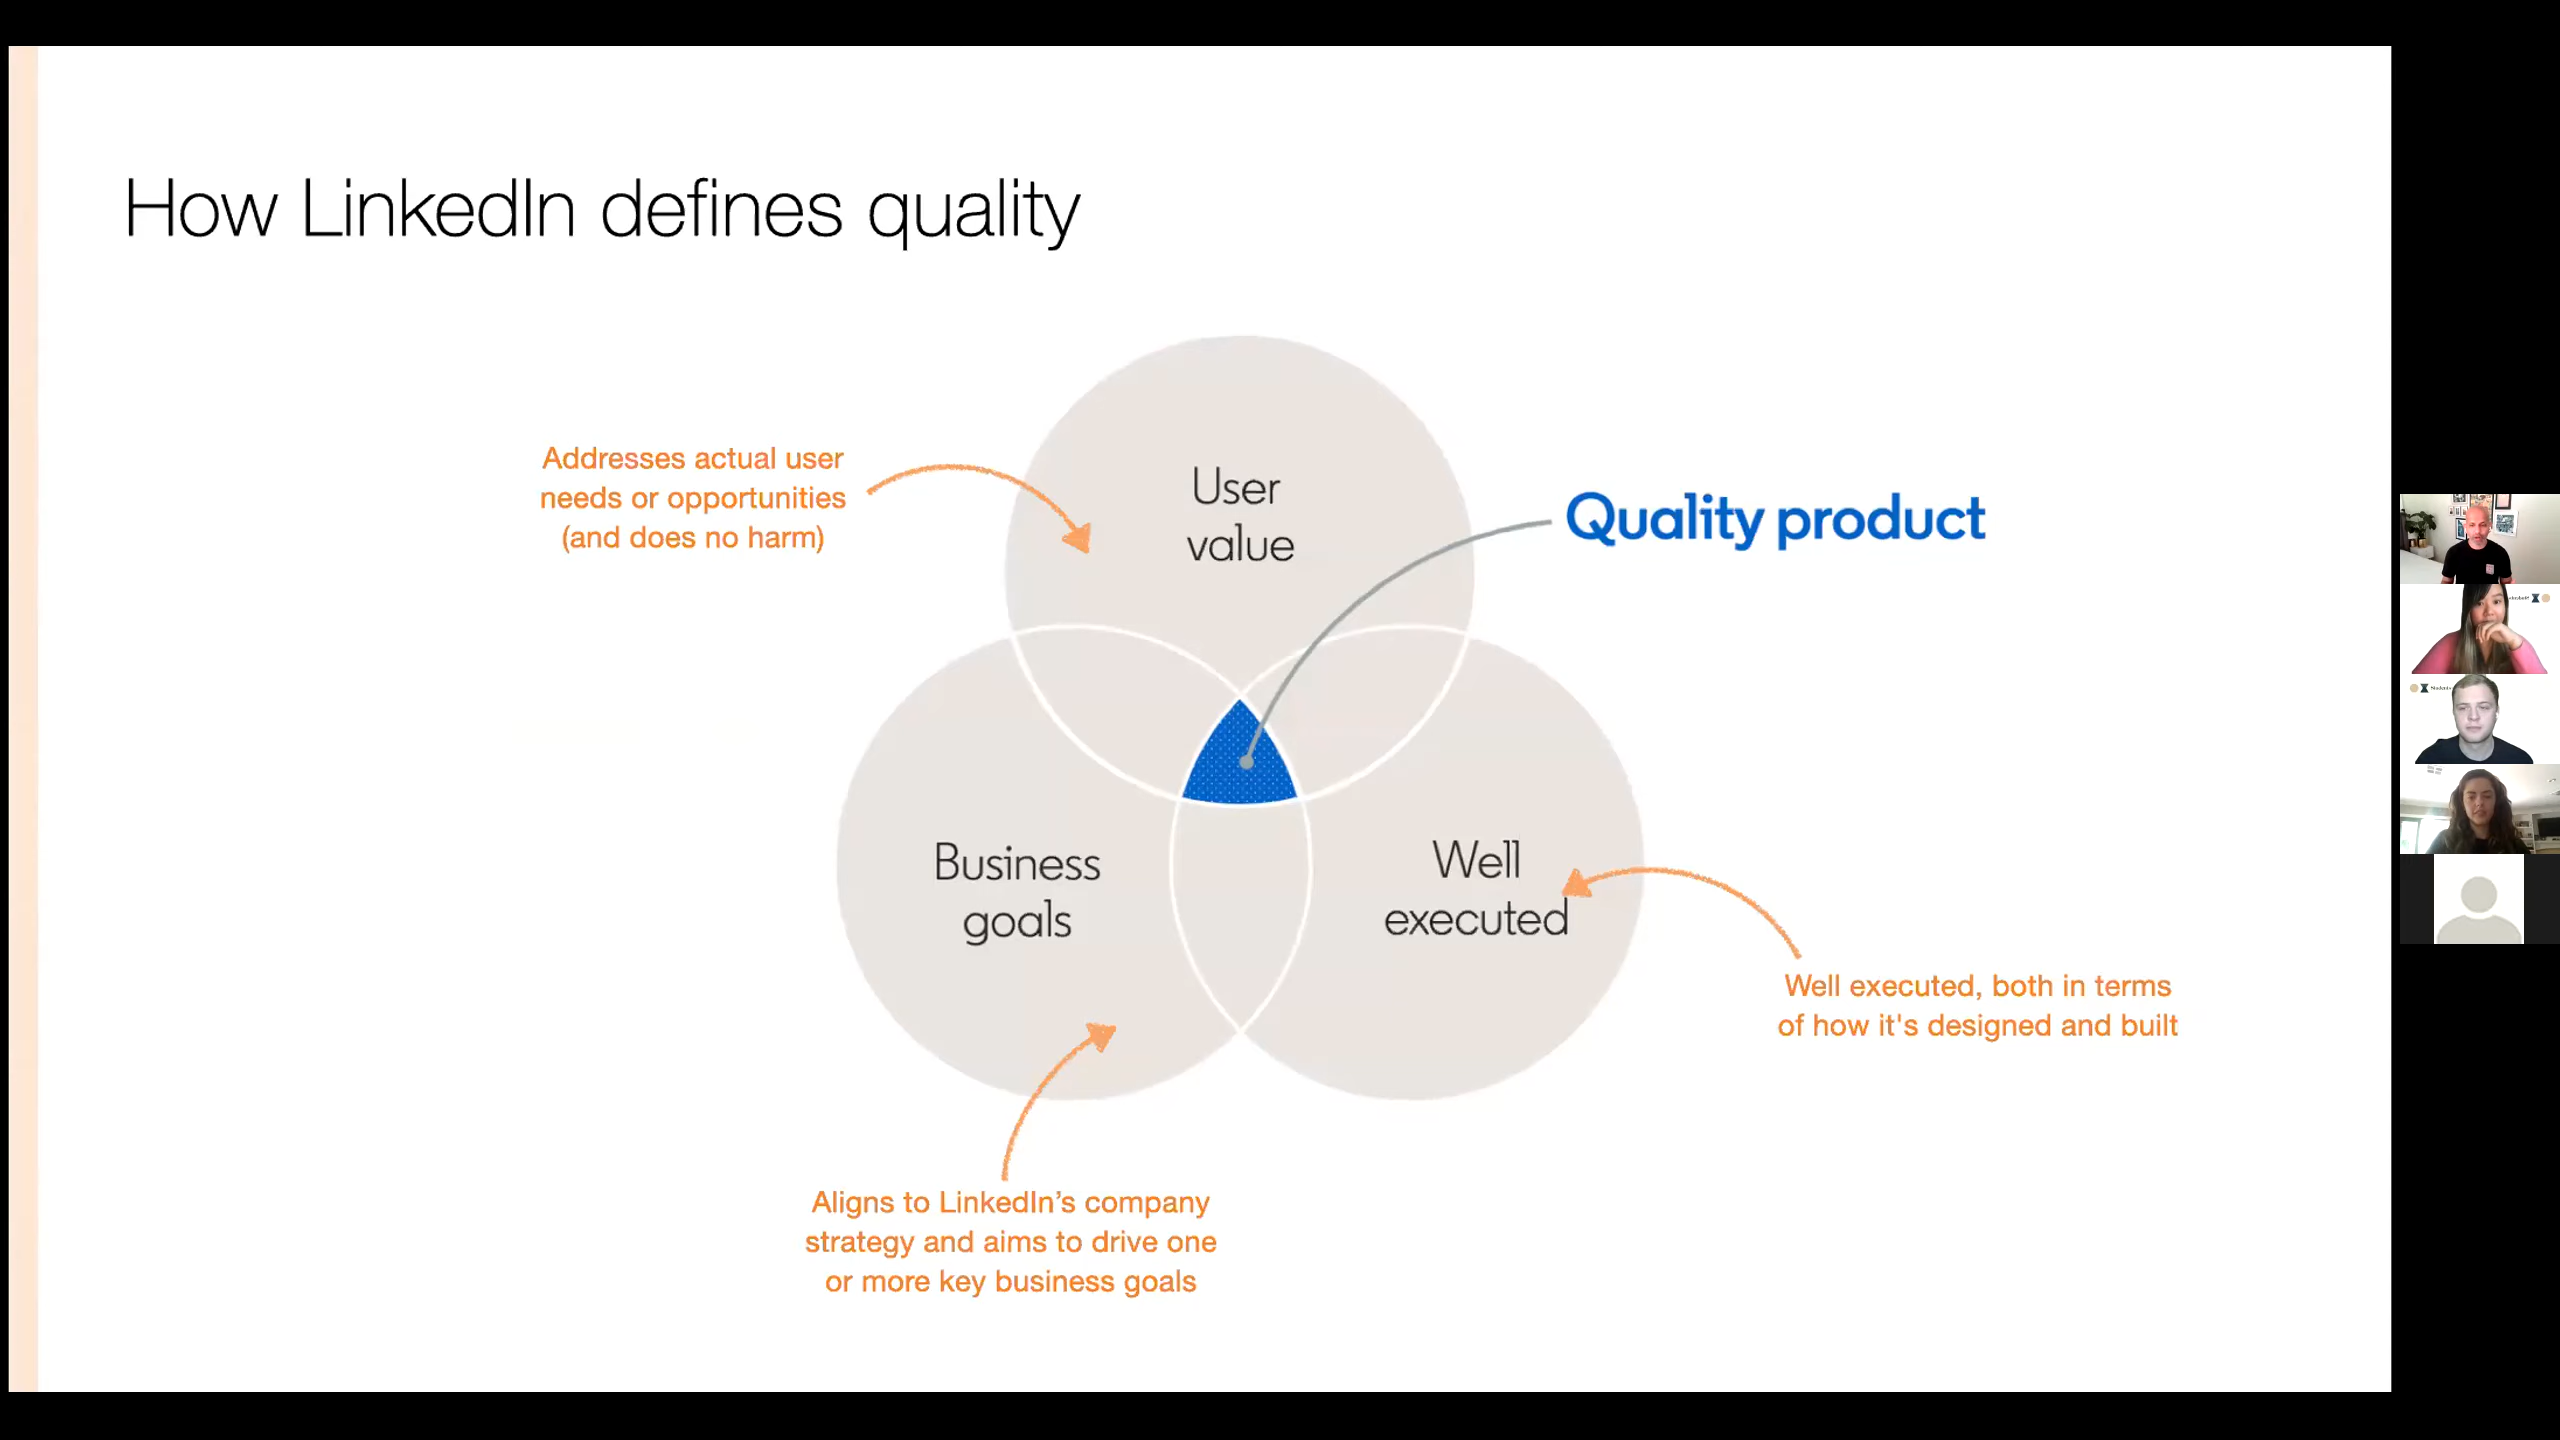 How LinkedIn defines quality
Addresses actual user
needs or opportunities
(and does no harm)
User
value
Quality product
Business
goals
Well
executed
Well executed, both in terms
of how it's designed and built
Aligns to LinkedIn’s company
strategy and aims to drive one
or more key business goals